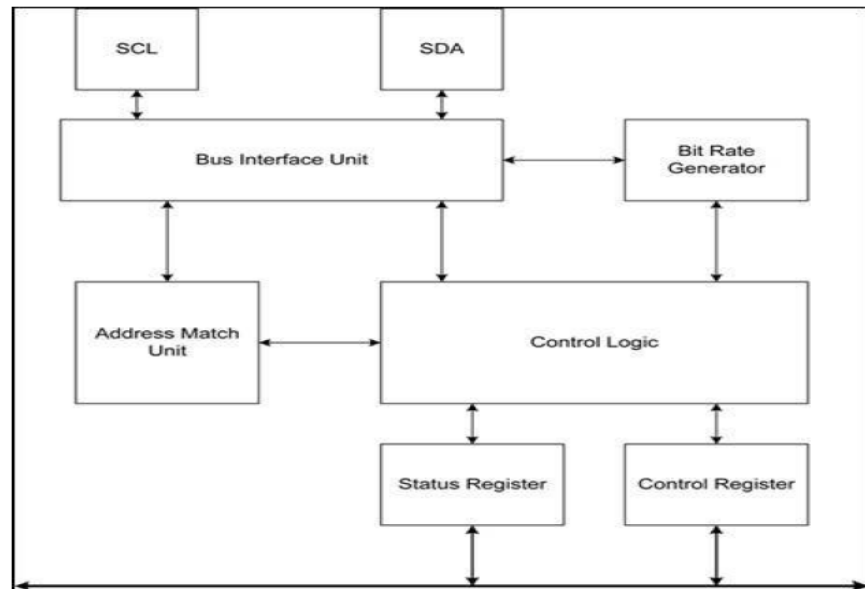 SCL
SDA
Bus Interface Unit
Bit Rate
Generator
Address Match
Unit
Control Logic
Status Register
Control Register